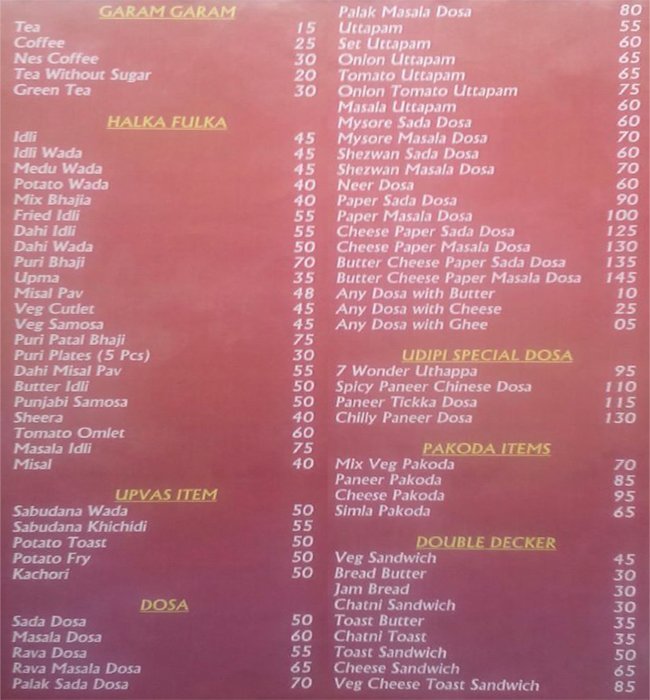 GARAM GARAM
Tea 15
Coffee 25
Nes Coffee 30
Tea Without Sugar 20
Green Tea 30
HALKA FULKA
Idli 45
Idli Wada 45
Medu Wada 45
Potato Wada 40
Mix Bhajia 40
Fried Idli 55
Dahi Idli 55
Dahi Wada 50
Puri Bhaji 70
Upma 35
Misal Pav 48
Veg Cutlet 45
Veg Samosa 45
Puri Patal Bhaji 75
Puri Plates (5 Pcs) 30
Dahi Misal Pav 55
Butter Idli 50
Punjabi Samosa 50
Sheera 40
Tomato Omlet 60
Masala Idli 75
Misal 40
UPVAS ITEM
Sabudana Wada 50
Sabudana Khichidi 55
Potato Toast 50
Potato Fry 50
Kachori 50
DOSA
Sada Dosa 50
Masala Dosa 60
Rava Dosa 55
Rava Masala Dosa 65
Palak Sada Dosa 70
Palak Masala Dosa 80
Uttapam 55
Set Uttapam 60
Onlon Uttapam 65
Tomato Uttapam 65
Onlon Tomato Uttapam 75
Masala Uttapam 60
Mysore Sada Dosa 60
Mysore Masala Dosa 70
Shezwan Sada Dosa 60
Shezwan Masala Dosa 70
Neer Dosa 60
Paper Sada Dosa 90
Paper Masala Dosa 100
Cheese Paper Sada Dosa 125
Cheese Paper Masala Dosa 130
Butter Cheese Paper Sada Dosa 135
Butter Cheese Paper Masala Dosa 145
Any Dosa with Butter 10
Any Dosa with Cheese 25
Any Dosa with Ghee 05
UDIPI SPECIAL DOSA
7 Wonder Uthappa 95
Spicy Paneer Chinese Dosa 110
Paneer Tickka Dosa 115
Chilly Paneer Dosa 130
PAKODA ITEMS
Mix Veg Pakoda 70
Paneer Pakoda 85
Cheese Pakoda 95
Simla Pakoda 65
DOUBLE DECKER
Veg Sandwich 45
Bread Butter 30
Jam Bread 30
Chatni Sandwich 30
Toast Butter 35
Chatni Toast 35
Toast Sandwich 50
Cheese Sandwich 65
Veg Cheese Toast Sandwich 85